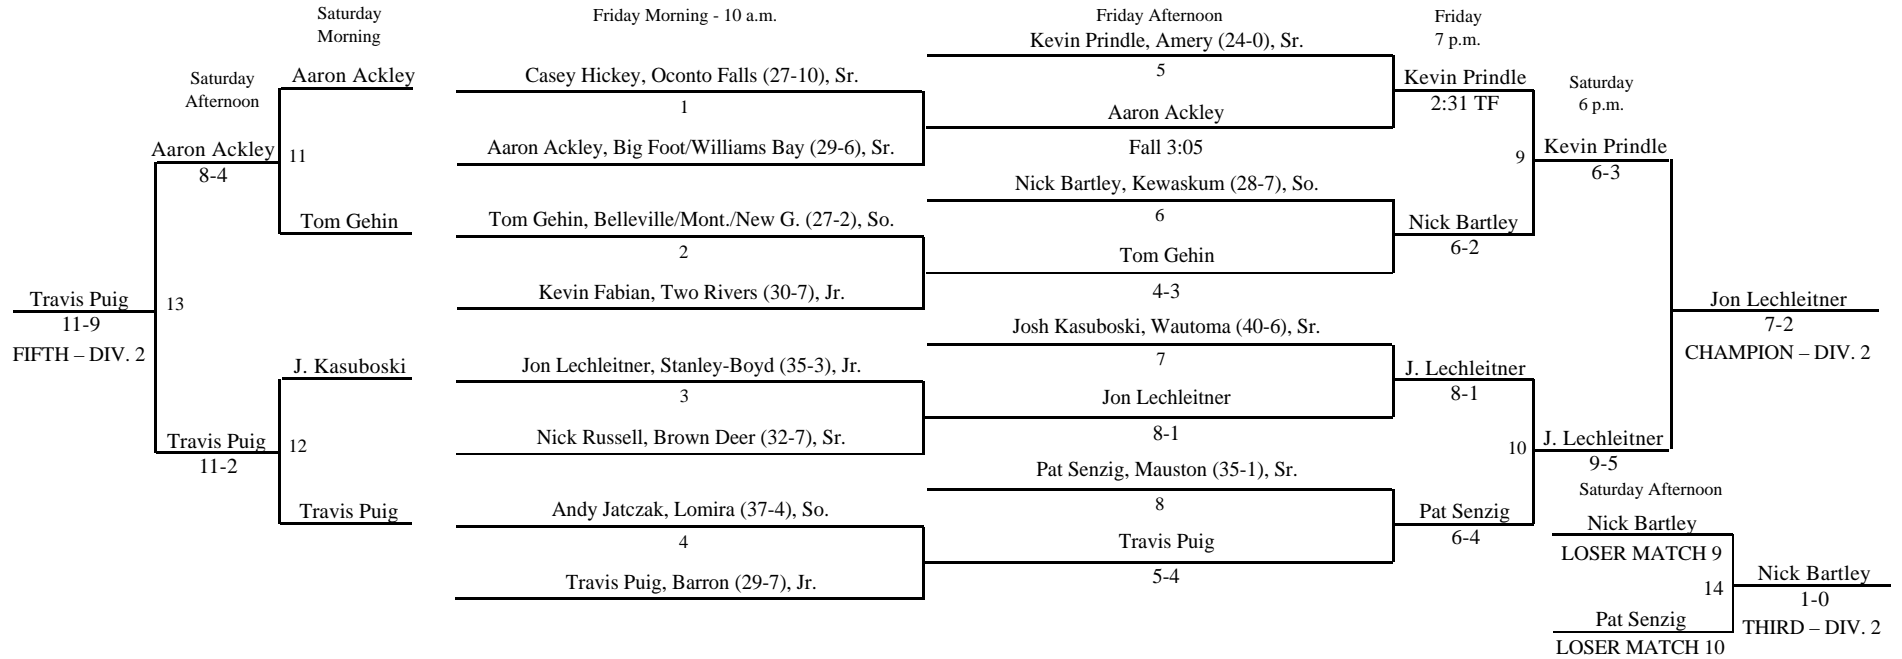 Saturday
Morning
Friday Morning - 10 a.m.
Friday Afternoon
Friday
7 p.m.
Saturday
Afternoon
Saturday
6 p.m.
Aaron Ackley
11
Tom Gehin
Aaron Ackley
8-4
13
Travis Puig
11-9
FIFTH – DIV. 2
J. Kasuboski
12
Travis Puig
Travis Puig
11-2
Casey Hickey, Oconto Falls (27-10), Sr.
1
Aaron Ackley, Big Foot/Williams Bay (29-6), Sr.
Tom Gehin, Belleville/Mont./New G. (27-2), So.
2
Kevin Fabian, Two Rivers (30-7), Jr.
Jon Lechleitner, Stanley-Boyd (35-3), Jr.
3
Nick Russell, Brown Deer (32-7), Sr.
Andy Jatczak, Lomira (37-4), So.
4
Travis Puig, Barron (29-7), Jr.
Kevin Prindle, Amery (24-0), Sr.
5
Aaron Ackley
Fall 3:05
Nick Bartley, Kewaskum (28-7), So.
6
Tom Gehin
4-3
Josh Kasuboski, Wautoma (40-6), Sr.
7
Jon Lechleitner
8-1
Pat Senzig, Mauston (35-1), Sr.
8
Travis Puig
5-4
Kevin Prindle
2:31 TF
9
Nick Bartley
6-2
J. Lechleitner
8-1
10
Pat Senzig
6-4
Kevin Prindle
6-3
J. Lechleitner
9-5
Jon Lechleitner
7-2
CHAMPION – DIV. 2
Saturday Afternoon
Nick Bartley
LOSER MATCH 9
14
Pat Senzig
LOSER MATCH 10
Nick Bartley
1-0
THIRD – DIV. 2